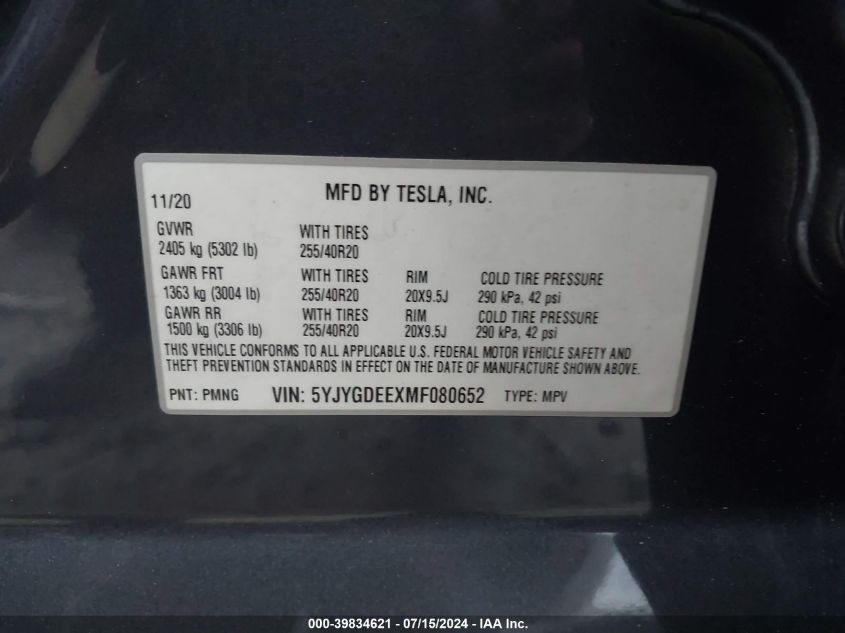 11/20
MFD BY TESLA, INC.
GVWR WITH TIRES
2405 kg (5302 lb) 255/40R20
GAWR FRT WITH TIRES RIM COLD TIRE PRESSURE
1363 kg (3004 lb) 255/40R20 20X9.5J 290 kPa, 42 psi
GAWR RR WITH TIRES RIM COLD TIRE PRESSURE
1500 kg (3306 lb) 255/40R20 20X9.5J 290 kPa, 42 psi
THIS VEHICLE CONFORMS TO ALL APPLICABLE U.S. FEDERAL MOTOR VEHICLE SAFETY AND
THEFT PREVENTION STANDARDS IN EFFECT ON THE DATE OF MANUFACTURE SHOWN ABOVE.
PNT: PMNG VIN: 5YJYGDEEXMF080652 TYPE: MPV
000-39834621 - 07/15/2024 - IAA Inc.